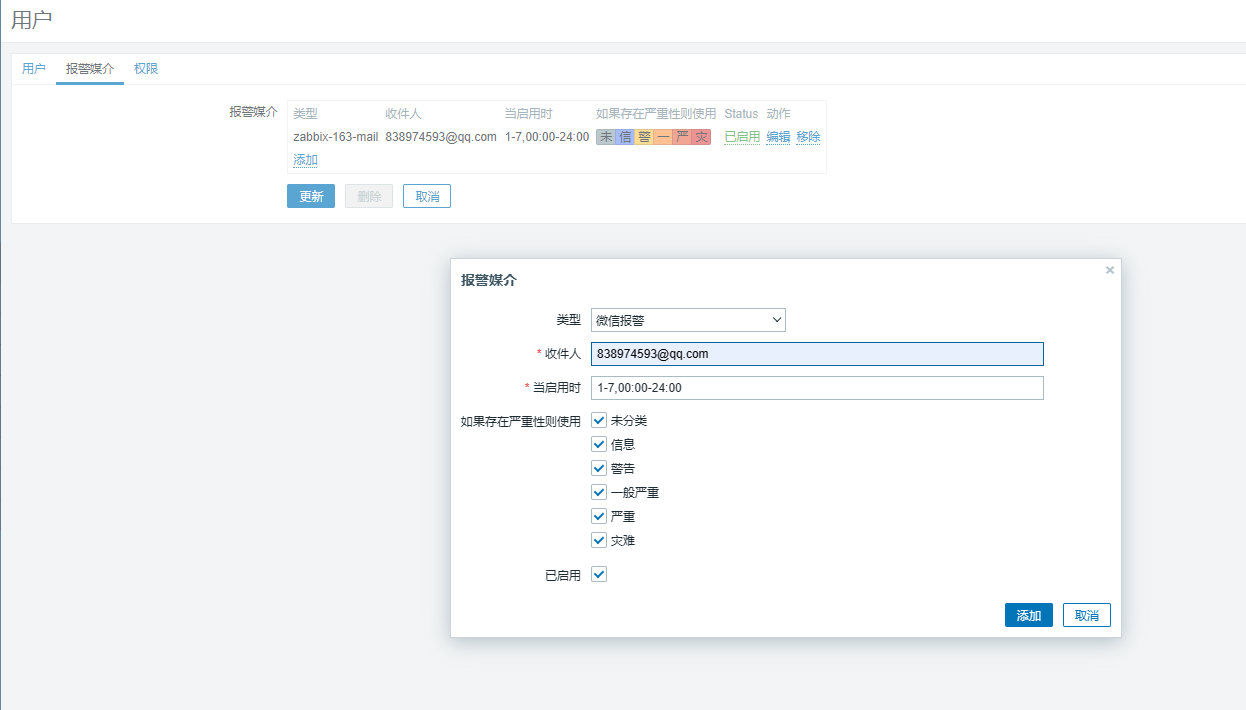 用户
用户 报警媒介 权限
报警媒介 类型 收件人 当启用时 如果存在严重性则使用 Status 动作
zabbix-163-mail 838974593@qq.com 1-7,00:00-24:00 未 信 警 一 严 灾 已启用 编辑 移除
添加
更新 删除 取消
报警媒介 ×
类型 微信报警
* 收件人 838974593@qq.com
* 当启用时 1-7,00:00-24:00
如果存在严重性则使用 未分类
信息
警告
一般严重
严重
灾难
已启用
添加 取消